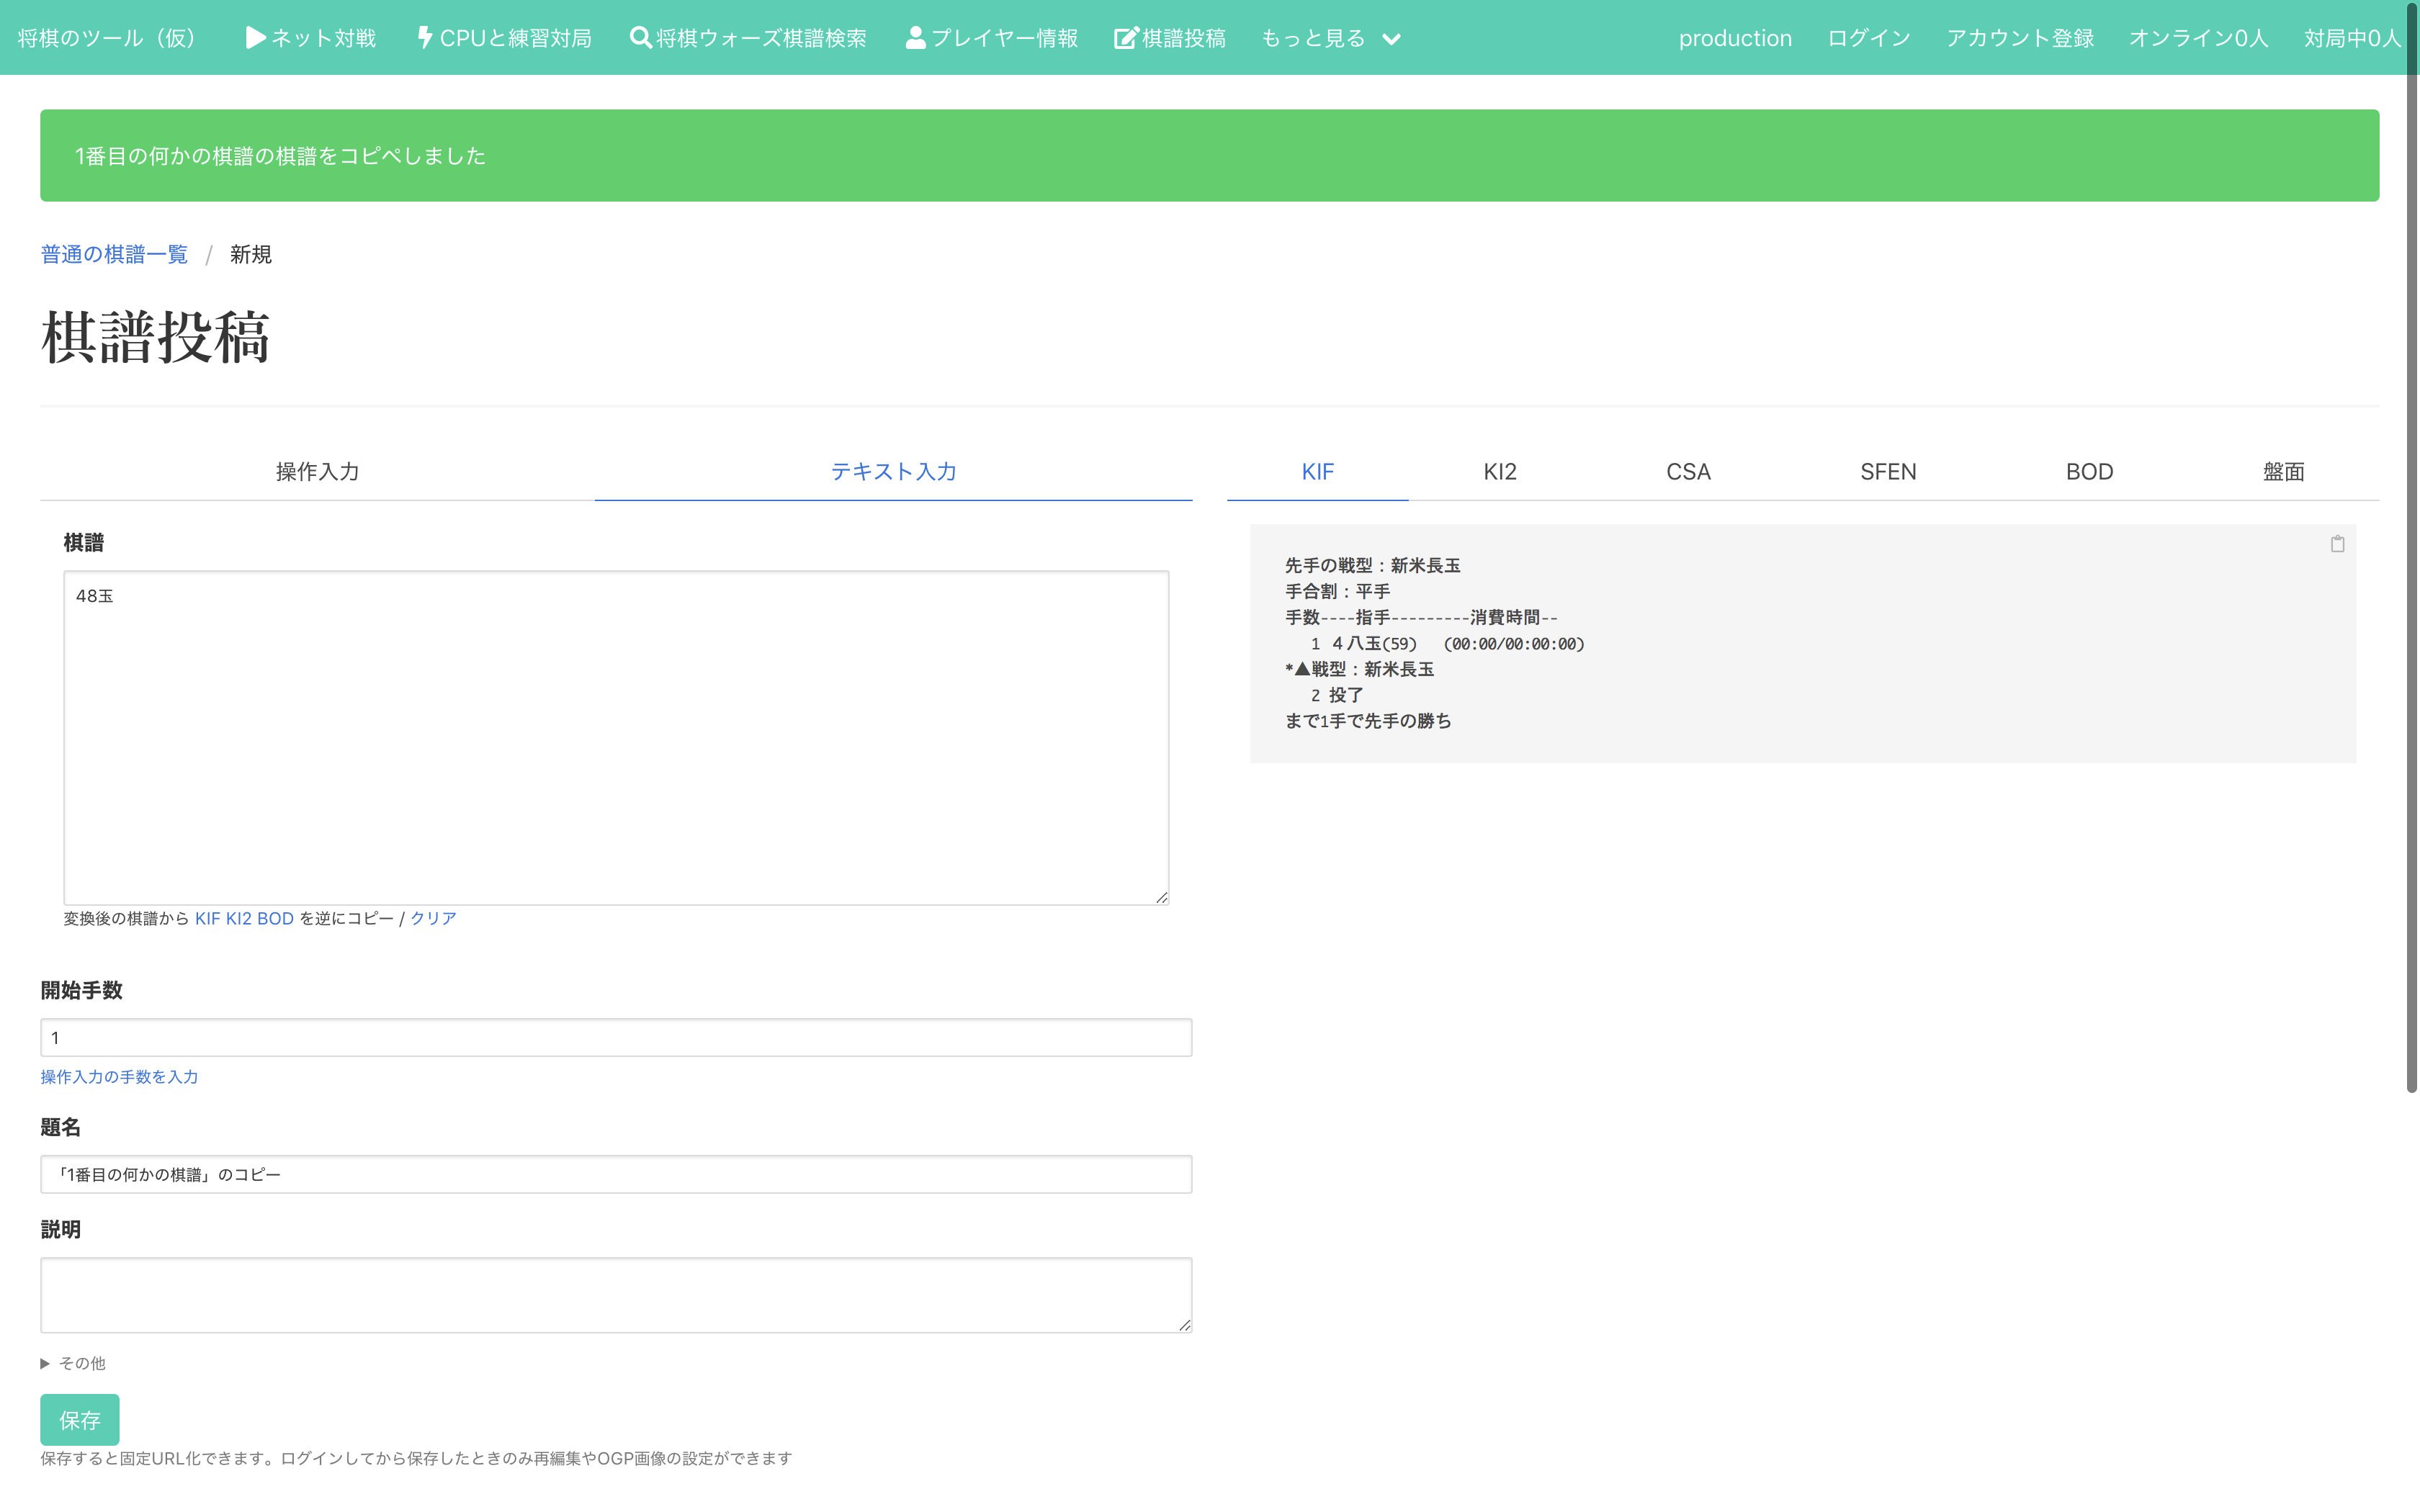 将棋のツール（仮） ネット対戦 CPUと練習対局 将棋ウォーズ棋譜検索 プレイヤー情報 棋譜投稿 もっと見る production ログイン アカウント登録 オンライン0人 対局中0人
1番目の何かの棋譜の棋譜をコピペしました
普通の棋譜一覧 / 新規
棋譜投稿
操作入力 テキスト入力
棋譜
48玉
変換後の棋譜から KIF KI2 BOD を逆にコピー / クリア
開始手数
1
操作入力の手数を入力
題名
「1番目の何かの棋譜」のコピー
説明
▶ その他
保存
保存すると固定URL化できます。ログインしてから保存したときのみ再編集やOGP画像の設定ができます
KIF KI2 CSA SFEN BOD 盤面
先手の戦型：新米長玉
手合割：平手
手数----指手---------消費時間--
1 ４八玉(59) (00:00/00:00:00)
*▲戦型：新米長玉
2 投了
まで1手で先手の勝ち